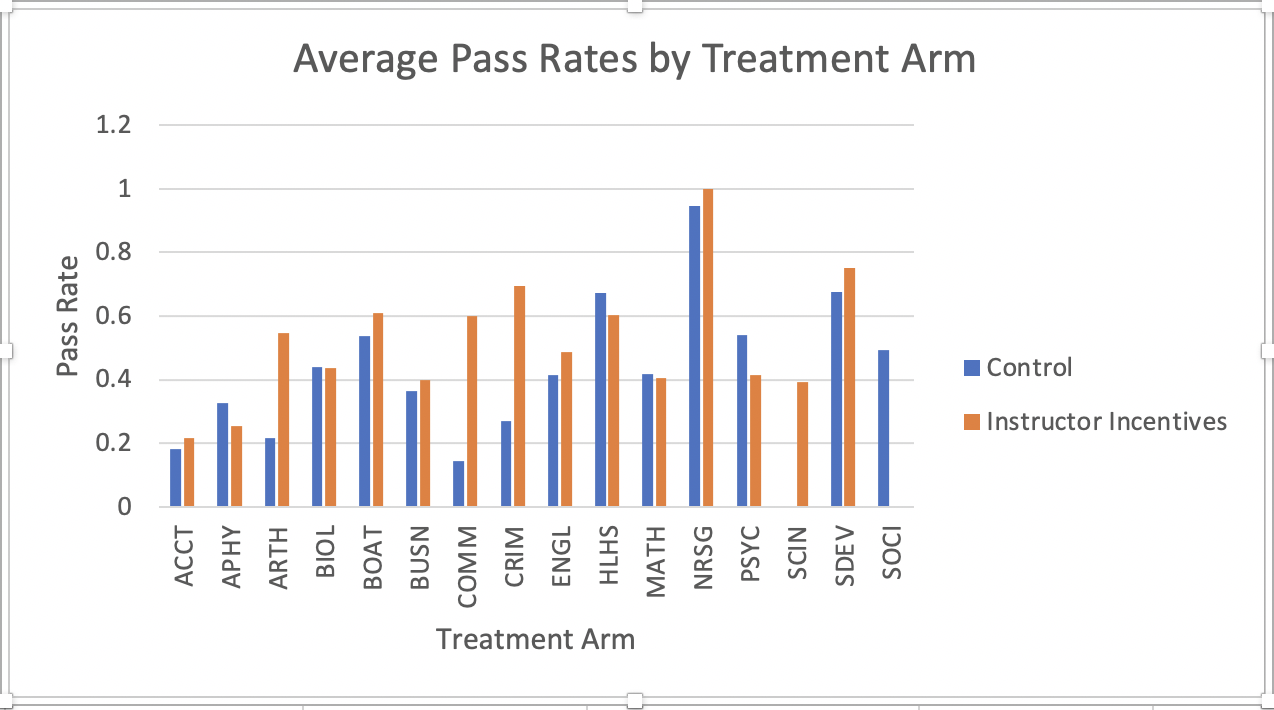 Average Pass Rates by Treatment Arm
1.2
1
0.8
0.6
0.4
0.2
0
Pass Rate
ACCT
APHY
ARTH
BIOL
BOAT
BUSN
COMM
CRIM
ENGL
HLHS
MATH
NRSG
PSYC
SCIN
SDEV
SOCI
Treatment Arm
Control
Instructor Incentives